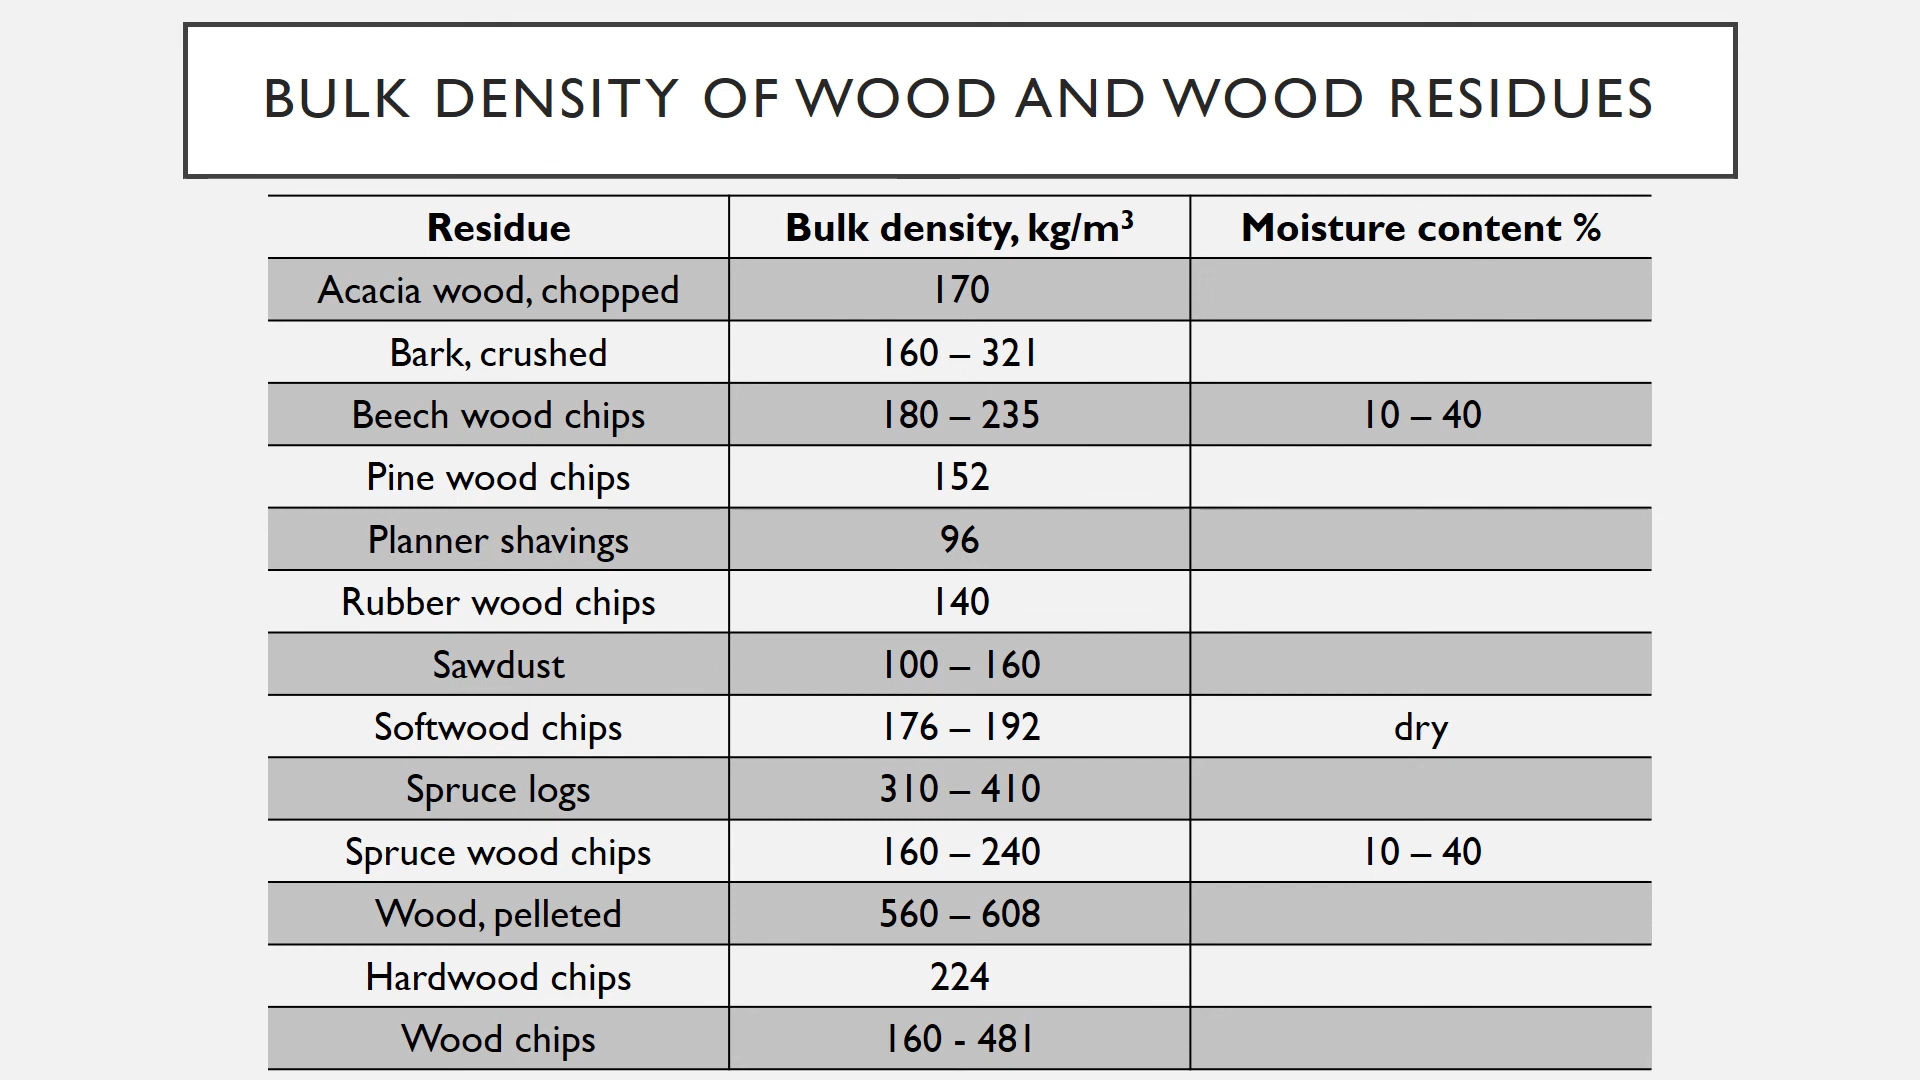 BULK DENSITY OF WOOD AND WOOD RESIDUES
Residue Bulk density, kg/m³ Moisture content %
Acacia wood, chopped 170
Bark, crushed 160 – 321
Beech wood chips 180 – 235 10 – 40
Pine wood chips 152
Planner shavings 96
Rubber wood chips 140
Sawdust 100 – 160
Softwood chips 176 – 192 dry
Spruce logs 310 – 410
Spruce wood chips 160 – 240 10 – 40
Wood, pelleted 560 – 608
Hardwood chips 224
Wood chips 160 - 481